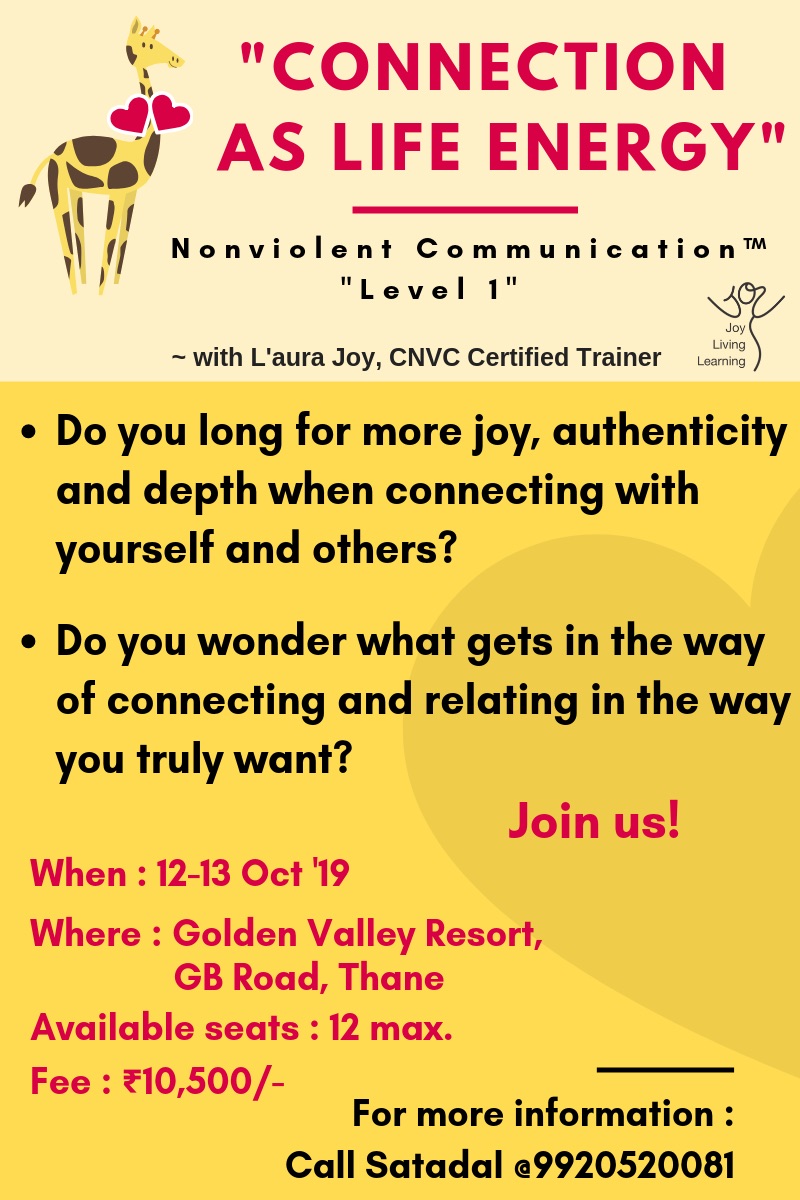 "CONNECTION
AS LIFE ENERGY"
Nonviolent Communication™
"Level 1"
~ with L'aura Joy, CNVC Certified Trainer
Joy
Living
Learning
• Do you long for more joy, authenticity
and depth when connecting with
yourself and others?
• Do you wonder what gets in the way
of connecting and relating in the way
you truly want?
Join us!
When : 12-13 Oct '19
Where : Golden Valley Resort,
GB Road, Thane
Available seats : 12 max.
Fee : ₹10,500/-
For more information :
Call Satadal @9920520081